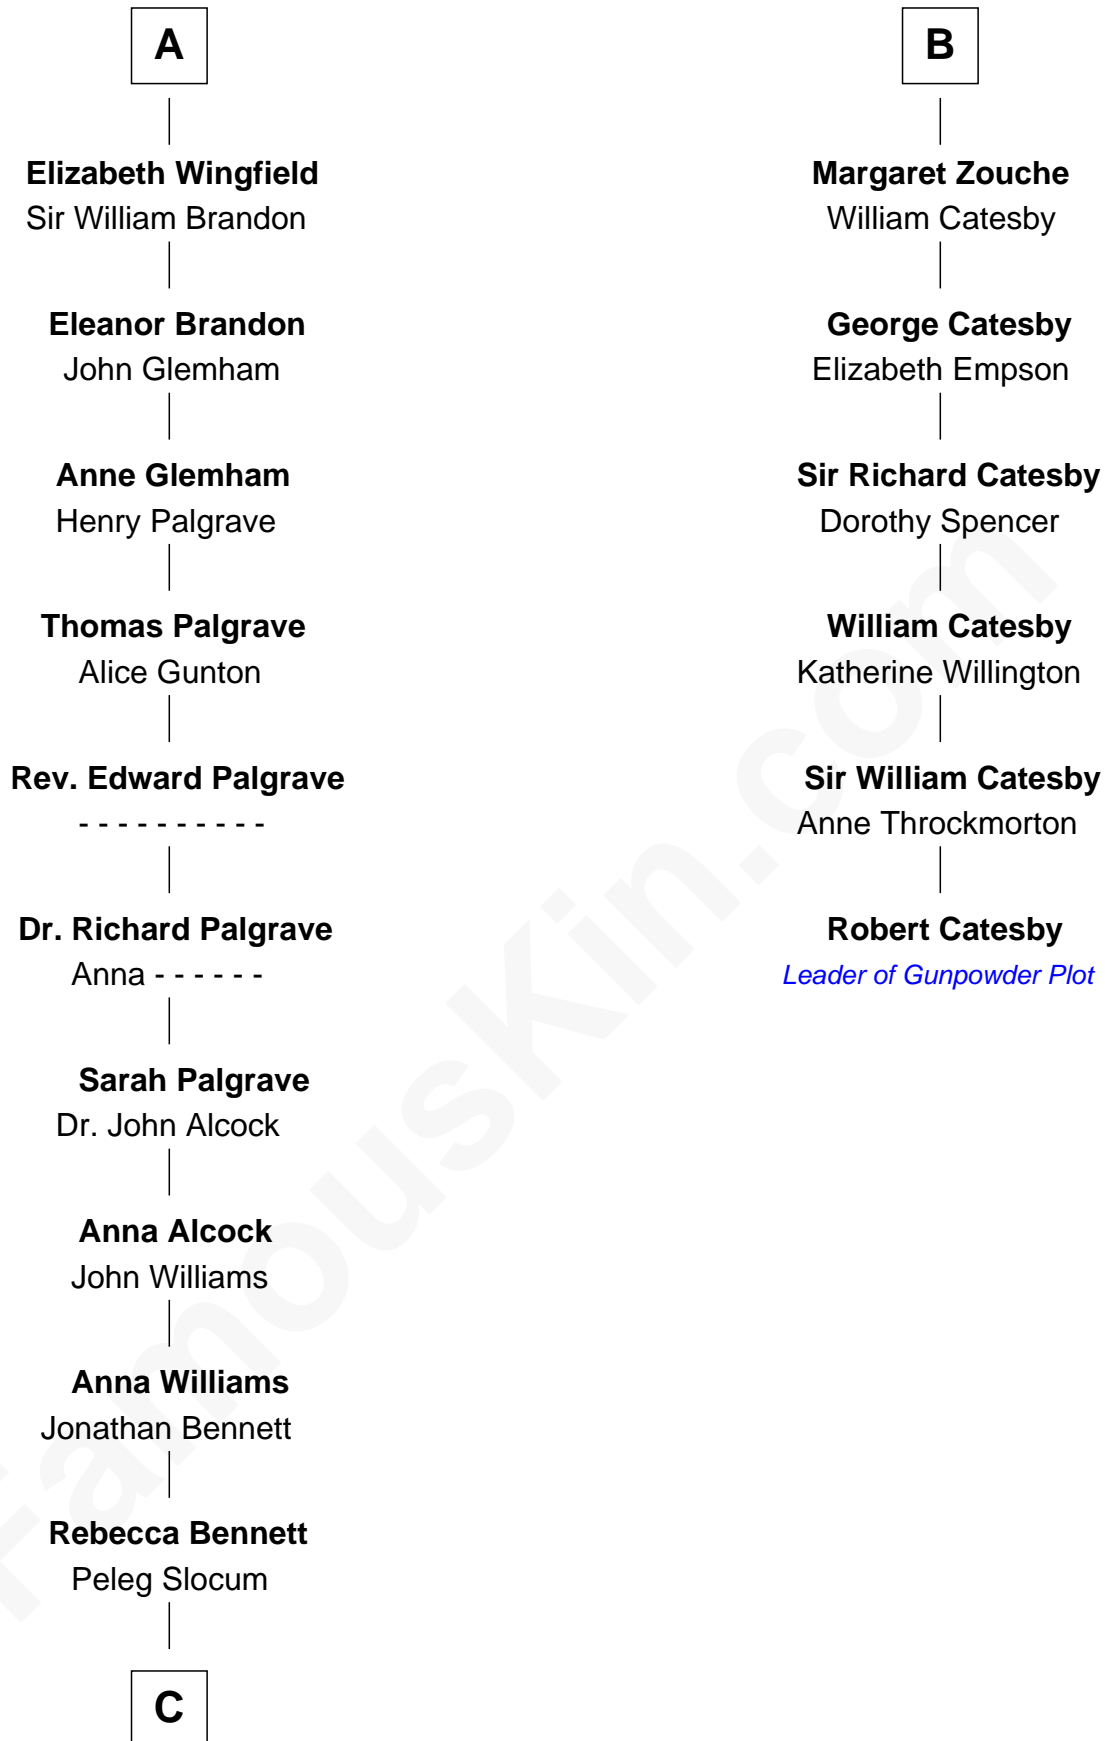 A
Elizabeth Wingfield
Sir William Brandon
Eleanor Brandon
John Glemham
Anne Glemham
Henry Palgrave
Thomas Palgrave
Alice Gunton
Rev. Edward Palgrave
- - - - - - - - - -
Dr. Richard Palgrave
Anna - - - - - -
Sarah Palgrave
Dr. John Alcock
Anna Alcock
John Williams
Anna Williams
Jonathan Bennett
Rebecca Bennett
Peleg Slocum
C
B
Margaret Zouche
William Catesby
George Catesby
Elizabeth Empson
Sir Richard Catesby
Dorothy Spencer
William Catesby
Katherine Willington
Sir William Catesby
Anne Throckmorton
Robert Catesby
Leader of Gunpowder Plot
FamousKin.com